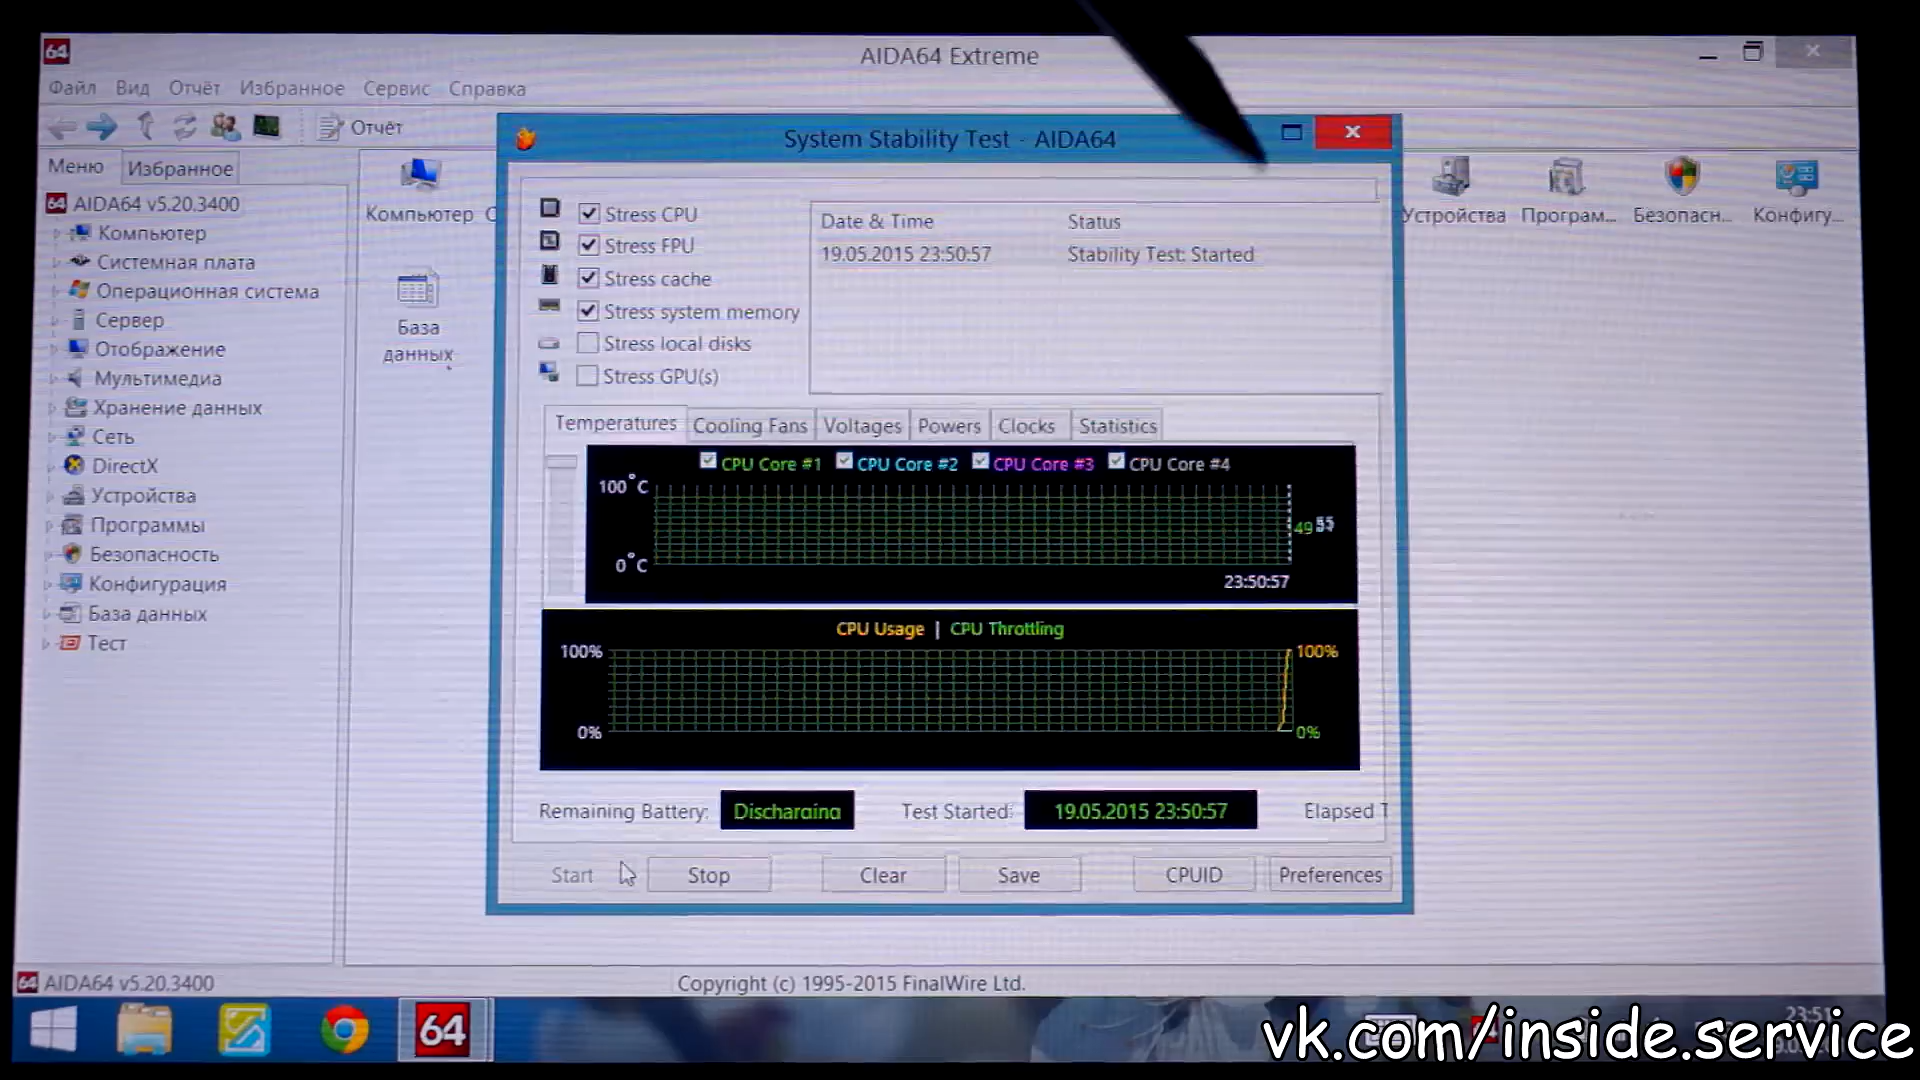 64
AIDA64 Extreme
Файл Вид Отчёт Избранное Сервис Справка
Отчёт
Меню Избранное
64 AIDA64 v5.20.3400
Компьютер
Системная плата
Операционная система
Сервер
Отображение
Мультимедиа
Хранение данных
Сеть
DirectX
Устройства
Программы
Безопасность
Конфигурация
База данных
Тест
Компьютер
База
данных
Устройства
Програм...
Безопасн...
Конфигу...
System Stability Test - AIDA64
Stress CPU
Stress FPU
Stress cache
Stress system memory
Stress local disks
Stress GPU(s)
Date & Time Status
19.05.2015 23:50:57 Stability Test: Started
Temperatures Cooling Fans Voltages Powers Clocks Statistics
CPU Core #1 CPU Core #2 CPU Core #3 CPU Core #4
100°C
49
0°C
23:50:57
CPU Usage | CPU Throttling
100% 100%
0% 0%
Remaining Battery: Discharging Test Started: 19.05.2015 23:50:57 Elapsed
Start Stop Clear Save CPUID Preferences
64 AIDA64 v5.20.3400
Copyright (c) 1995-2015 FinalWire Ltd.
64
23:51
vk.com/inside.service